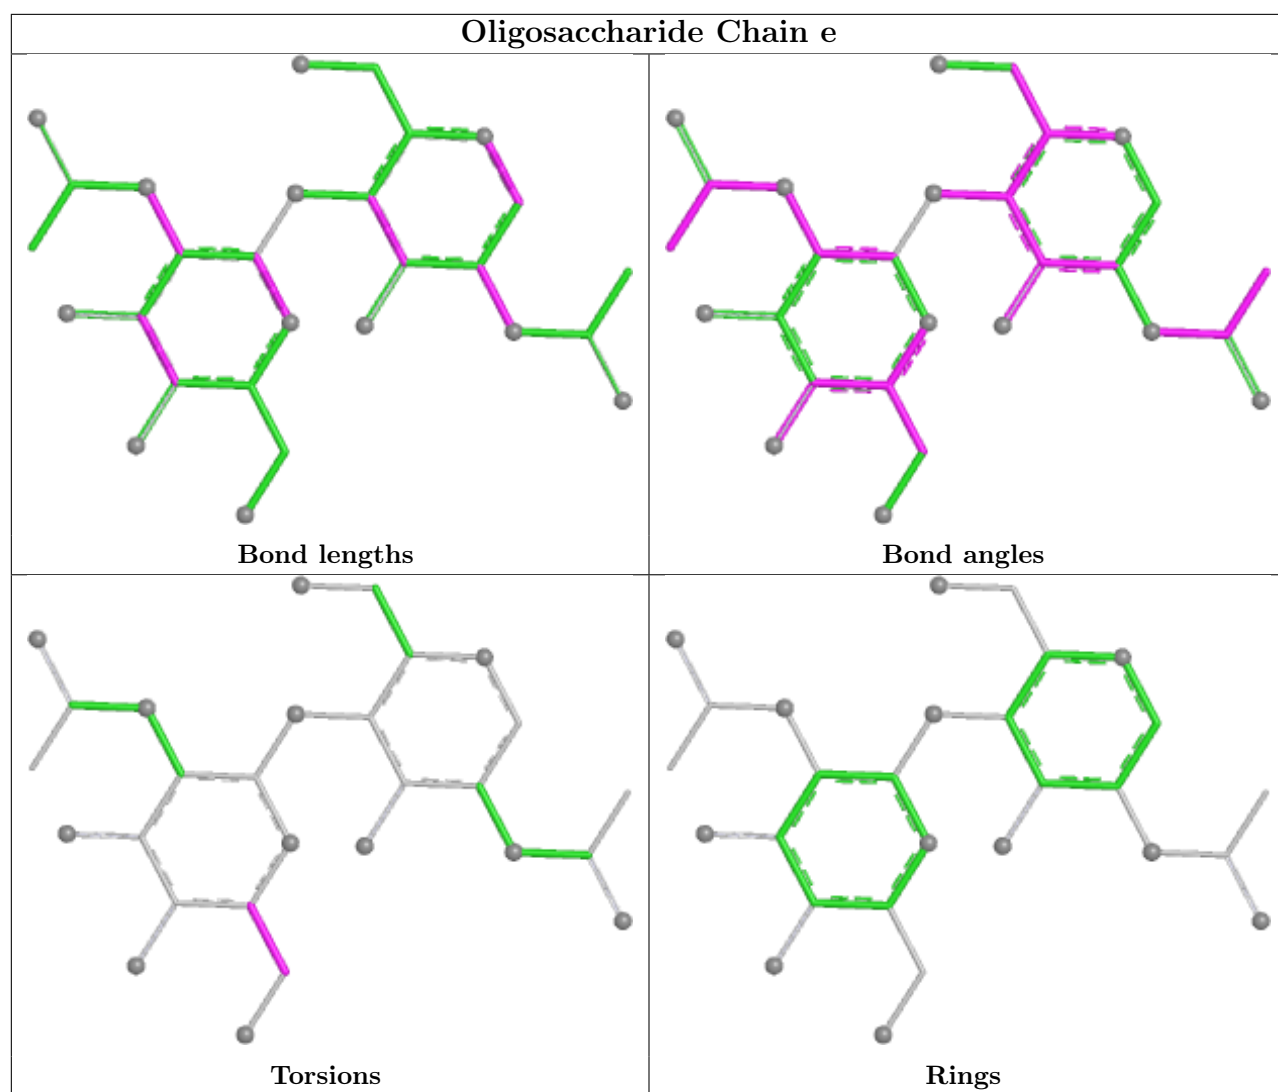 Oligosaccharide Chain e
Bond lengths
Bond angles
Torsions
Rings